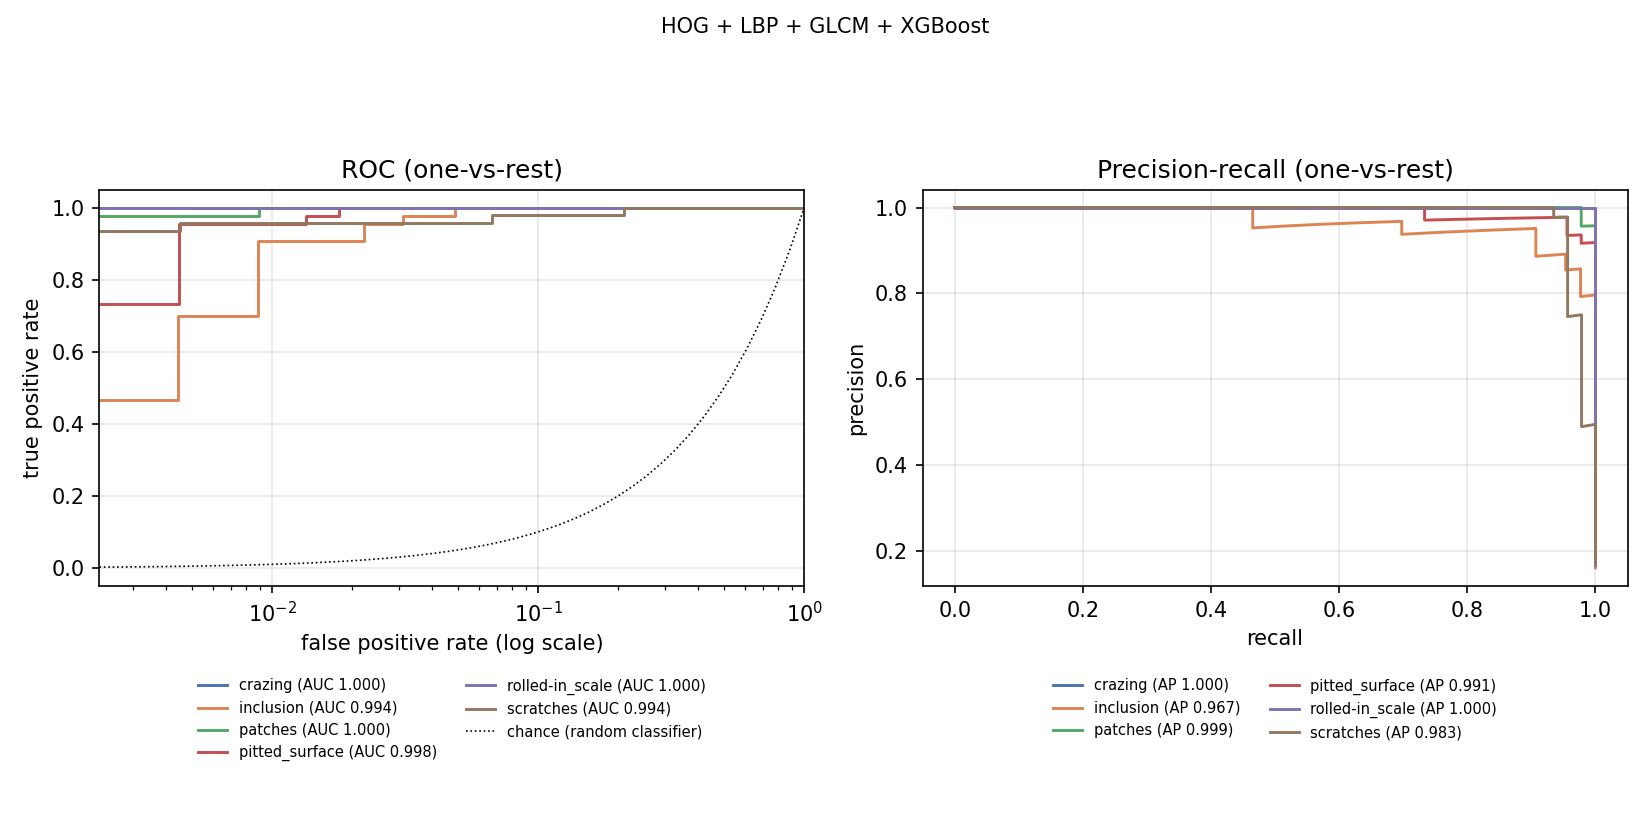 HOG + LBP + GLCM + XGBoost
ROC (one-vs-rest)
true positive rate
1.0
0.8
0.6
0.4
0.2
0.0
10⁻² 10⁻¹ 10⁰
false positive rate (log scale)
crazing (AUC 1.000)
inclusion (AUC 0.994)
patches (AUC 1.000)
pitted_surface (AUC 0.998)
rolled-in_scale (AUC 1.000)
scratches (AUC 0.994)
chance (random classifier)
Precision-recall (one-vs-rest)
precision
1.0
0.8
0.6
0.4
0.2
0.0 0.2 0.4 0.6 0.8 1.0
recall
crazing (AP 1.000)
inclusion (AP 0.967)
patches (AP 0.999)
pitted_surface (AP 0.991)
rolled-in_scale (AP 1.000)
scratches (AP 0.983)